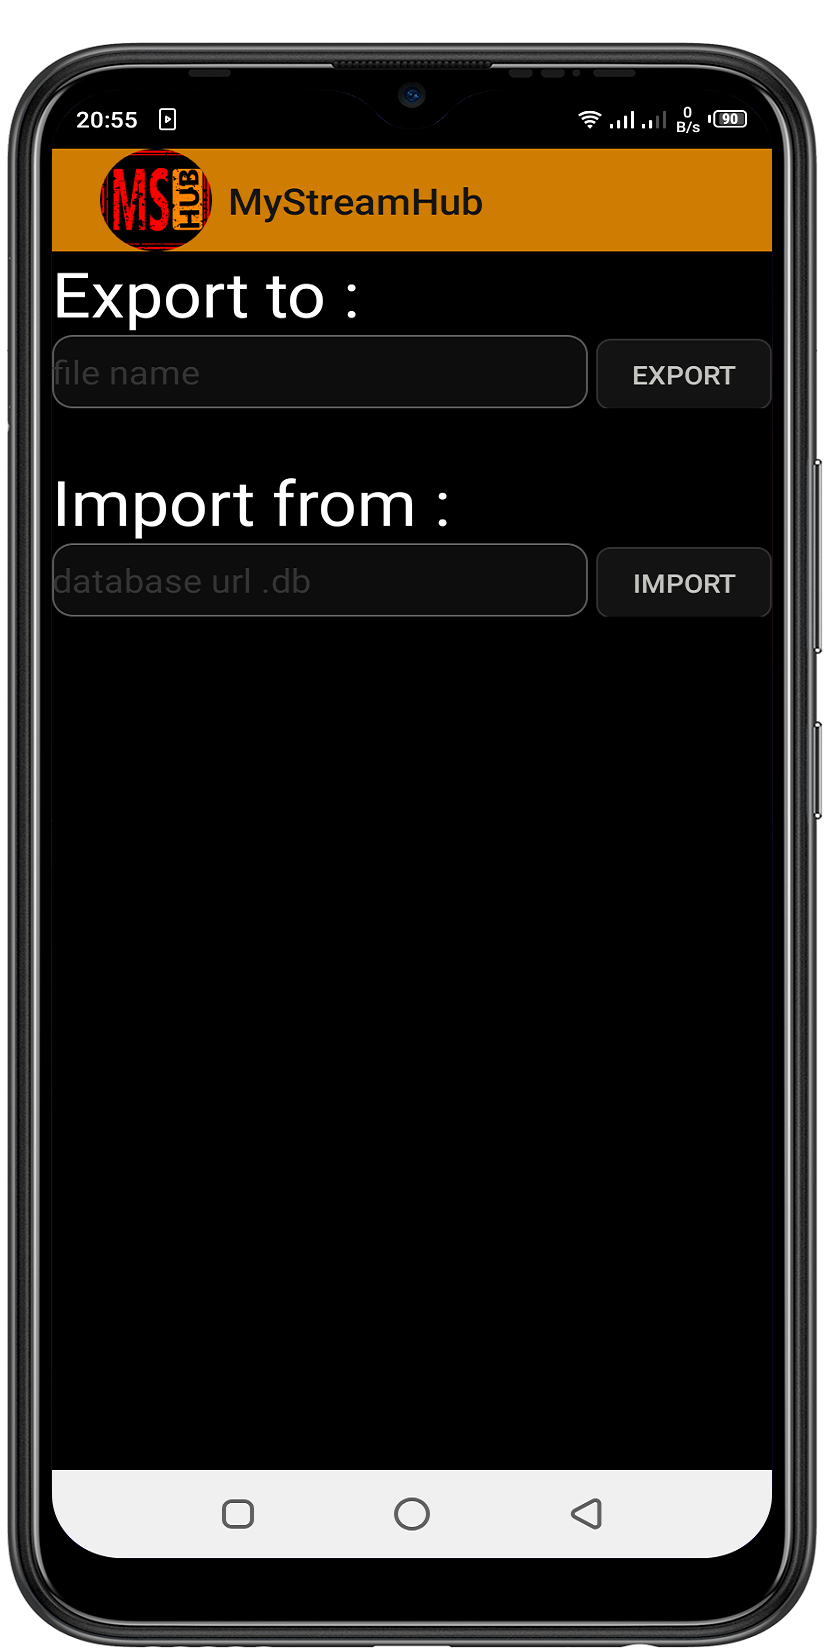 20:55
0
B/s
90
MS
HUB
MyStreamHub
Export to :
file name
EXPORT
Import from :
database url .db
IMPORT